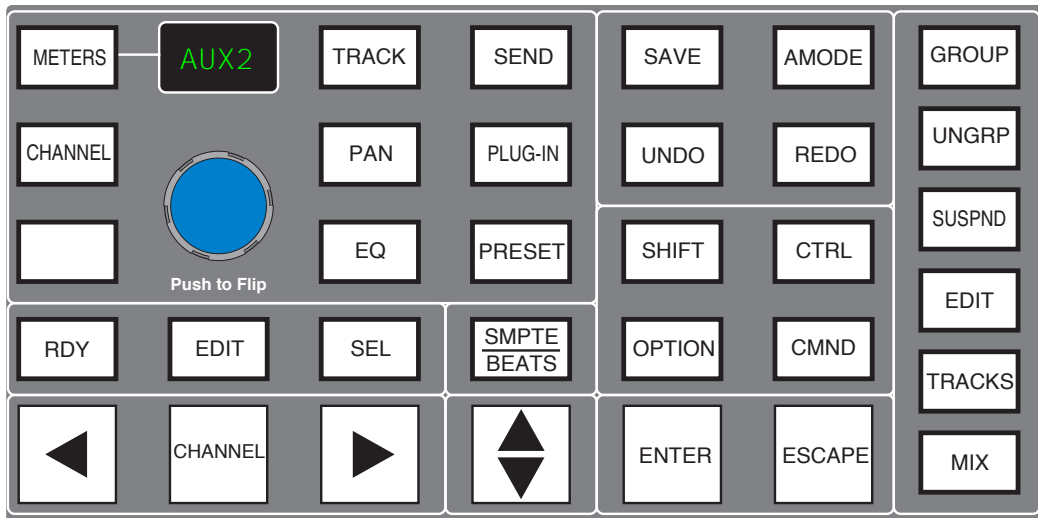 METERS
AUX2
TRACK
SEND
SAVE
AMODE
GROUP
CHANNEL
PAN
PLUG-IN
UNDO
REDO
UNGRP
EQ
PRESET
SHIFT
CTRL
SUSPND
Push to Flip
EDIT
RDY
EDIT
SEL
SMPTE
BEATS
OPTION
CMND
TRACKS
CHANNEL
ENTER
ESCAPE
MIX